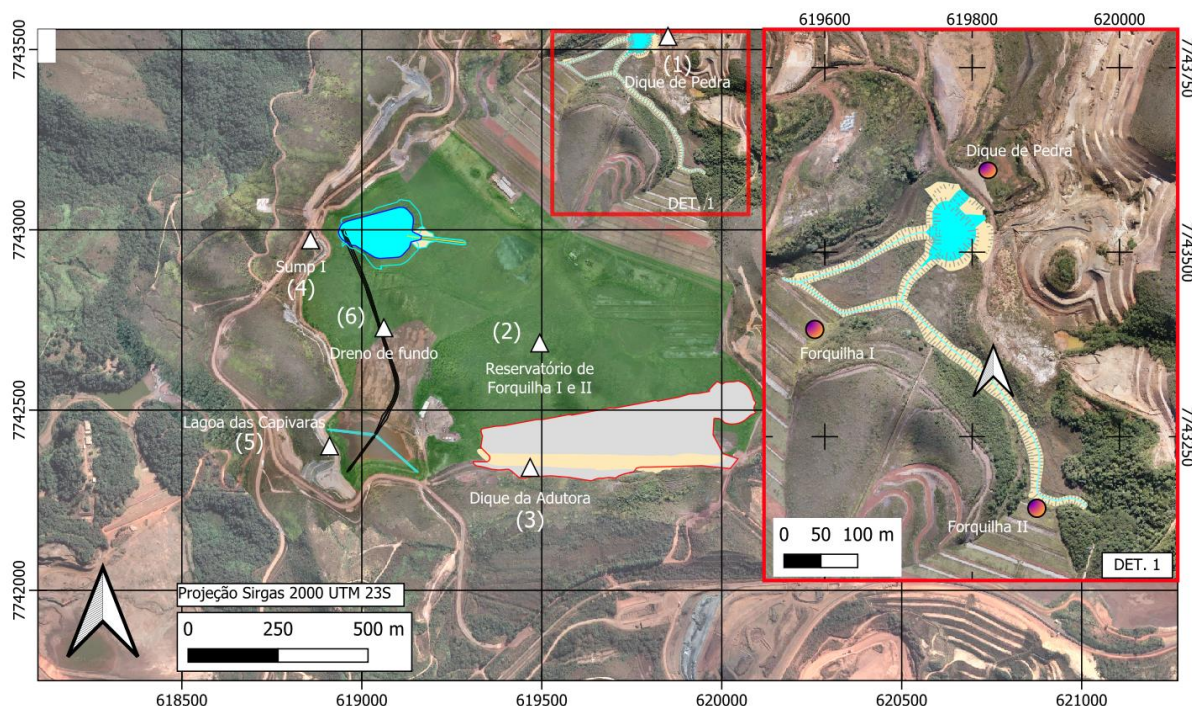 619600
619800
620000
7743500
7743000
7742500
7742000
(1)
Dique de Pedra
DET. 1
Sump I
(4)
(6)
Dreno de fundo
(2)
Reservatório de
Forquilha I e II
Lagoa das Capivaras
(5)
Dique da Adutora
(3)
Projeção Sirgas 2000 UTM 23S
0 250 500 m
618500
619000
619500
620000
620500
621000
Dique de Pedra
Forquilha I
Forquilha II
0 50 100 m
DET. 1
7743750
7743500
7743250